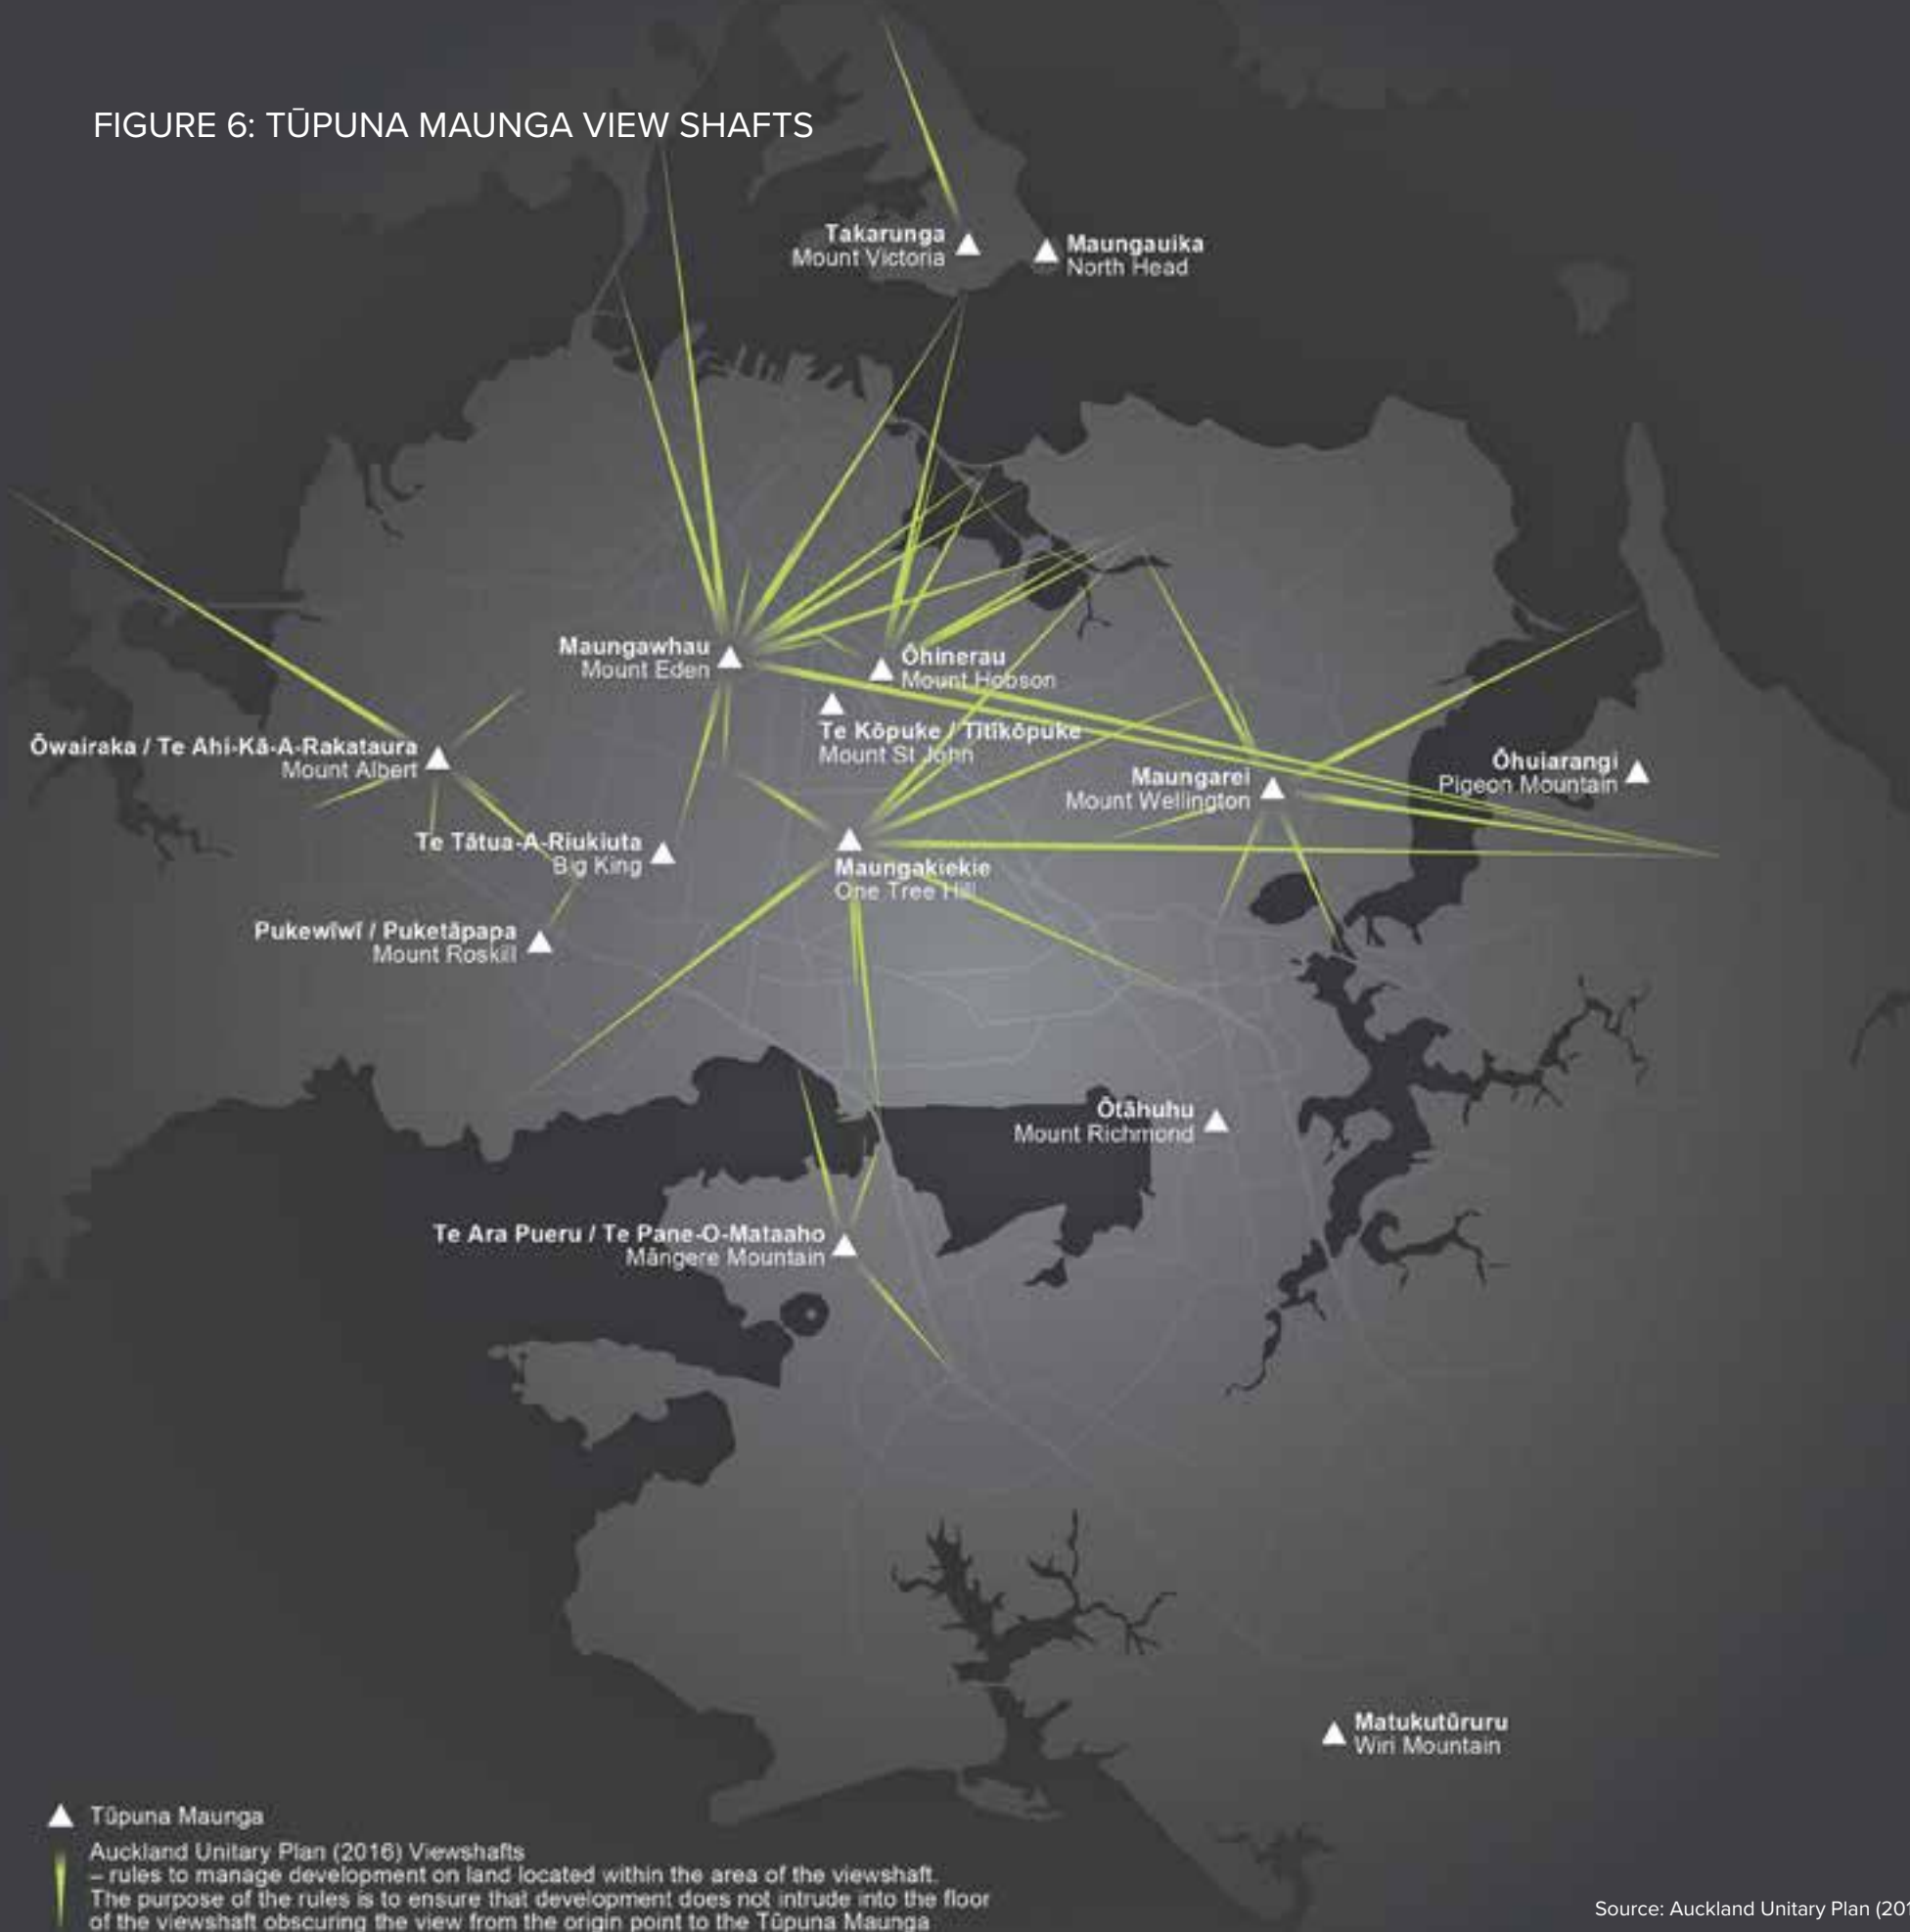 FIGURE 6: TŪPUNA MAUNGA VIEW SHAFTS
Takarunga
Mount Victoria
Maungauika
North Head
Maungawhau
Mount Eden
Ōhinerau
Mount Hobson
Te Kōpuke / Tītīkōpuke
Mount St John
Ōwairaka / Te Ahi-Kā-A-Rakataura
Mount Albert
Ōhuiarangi
Pigeon Mountain
Maungarei
Mount Wellington
Te Tātua-A-Riukiuta
Big King
Maungakiekie
One Tree Hill
Pukewīwī / Puketāpapa
Mount Roskill
Ōtāhuhu
Mount Richmond
Te Ara Pueru / Te Pane-O-Mataaho
Māngere Mountain
Matukutūruru
Wiri Mountain
Tūpuna Maunga
Auckland Unitary Plan (2016) Viewshafts
– rules to manage development on land located within the area of the viewshaft.
The purpose of the rules is to ensure that development does not intrude into the floor
of the viewshaft obscuring the view from the origin point to the Tūpuna Maunga
Source: Auckland Unitary Plan (201